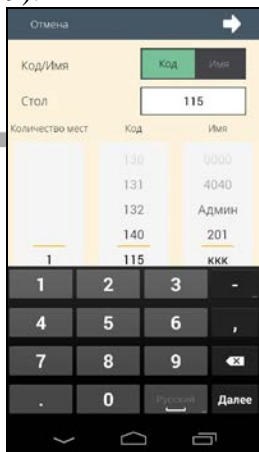 Отмена
Код/Имя Код Имя
Стол 115
Количество мест Код Имя
130 0000
131 4040
132 Админ
140 201
1 115 ккк
1 2 3 -
4 5 6 ,
7 8 9
. 0 Русский Далее